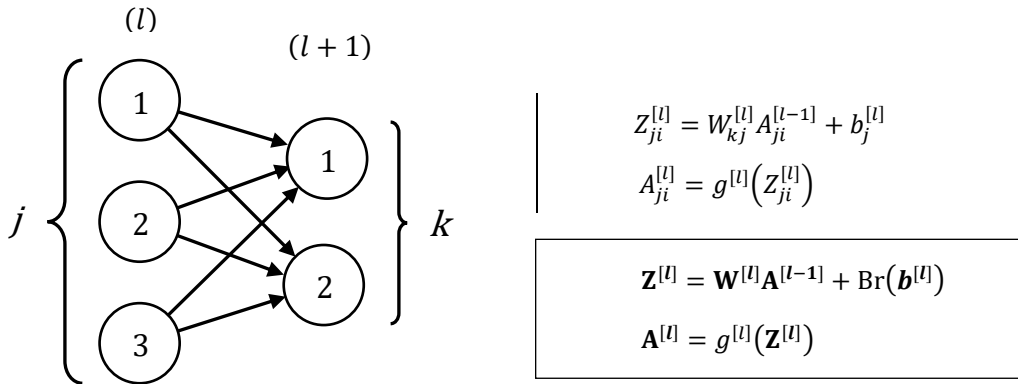 (l)
(l + 1)
j
1
2
3
1
2
k
Z_{ji}^{[l]} = W_{kj}^{[l]} A_{ji}^{[l−1]} + b_j^{[l]}
A_{ji}^{[l]} = g^{[l]}(Z_{ji}^{[l]})
𝐙^{[𝒍]} = 𝐖^{[𝒍]}𝐀^{[𝒍−𝟏]} + Br(𝒃^{[𝒍]})
𝐀^{[𝒍]} = g^{[l]}(𝐙^{[𝒍]})